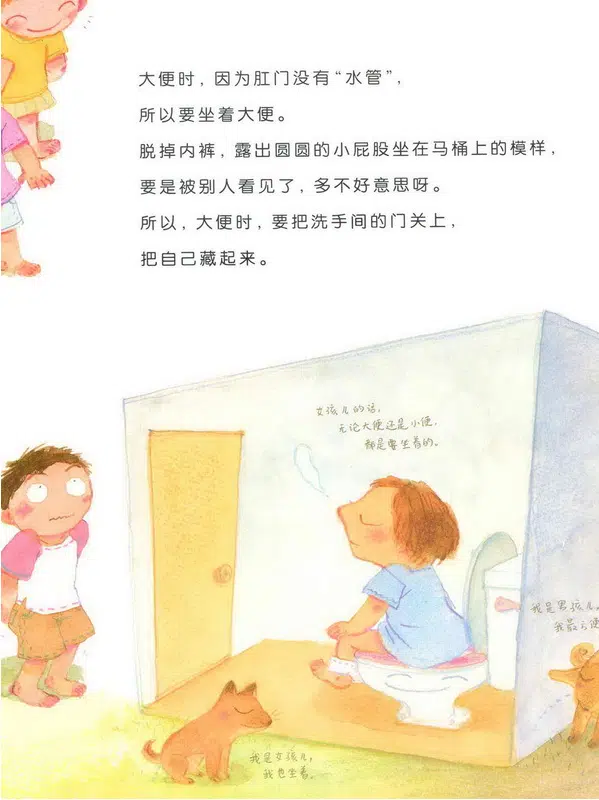 大便时，因为肛门没有“水管”，
所以要坐着大便。
脱掉内裤，露出圆圆的小屁股坐在马桶上的模样，
要是被别人看见了，多不好意思呀。
所以，大便时，要把洗手间的门关上，
把自己藏起来。
女孩儿的话，
无论大便还是小便，
都是要坐着的。
我是男孩儿，
我是女孩儿，
我也坐着。